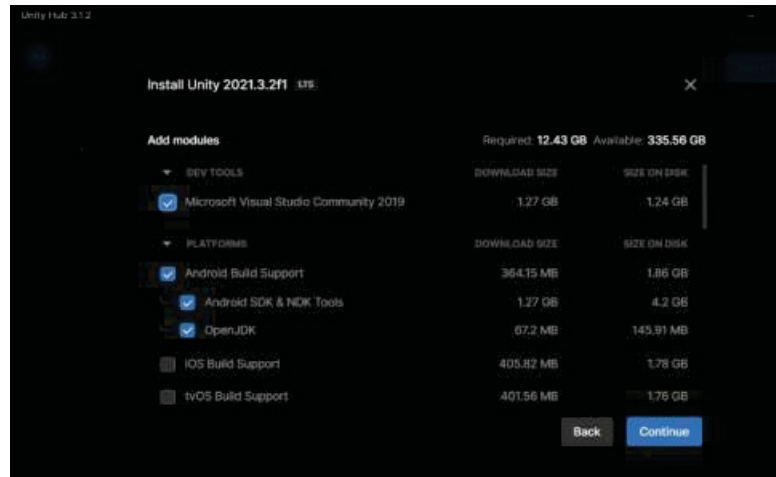 Unity Hub 3.1.2
Install Unity 2021.3.2f1 LTS
Add modules Required: 12.43 GB Available: 335.56 GB
DEV TOOLS DOWNLOAD SIZE SIZE ON DISK
Microsoft Visual Studio Community 2019 1.27 GB 1.24 GB
PLATFORMS DOWNLOAD SIZE SIZE ON DISK
Android Build Support 364.15 MB 1.86 GB
Android SDK & NDK Tools 1.27 GB 4.2 GB
OpenJDK 67.2 MB 145.91 MB
iOS Build Support 405.82 MB 1.78 GB
tvOS Build Support 401.56 MB 1.76 GB
Back Continue